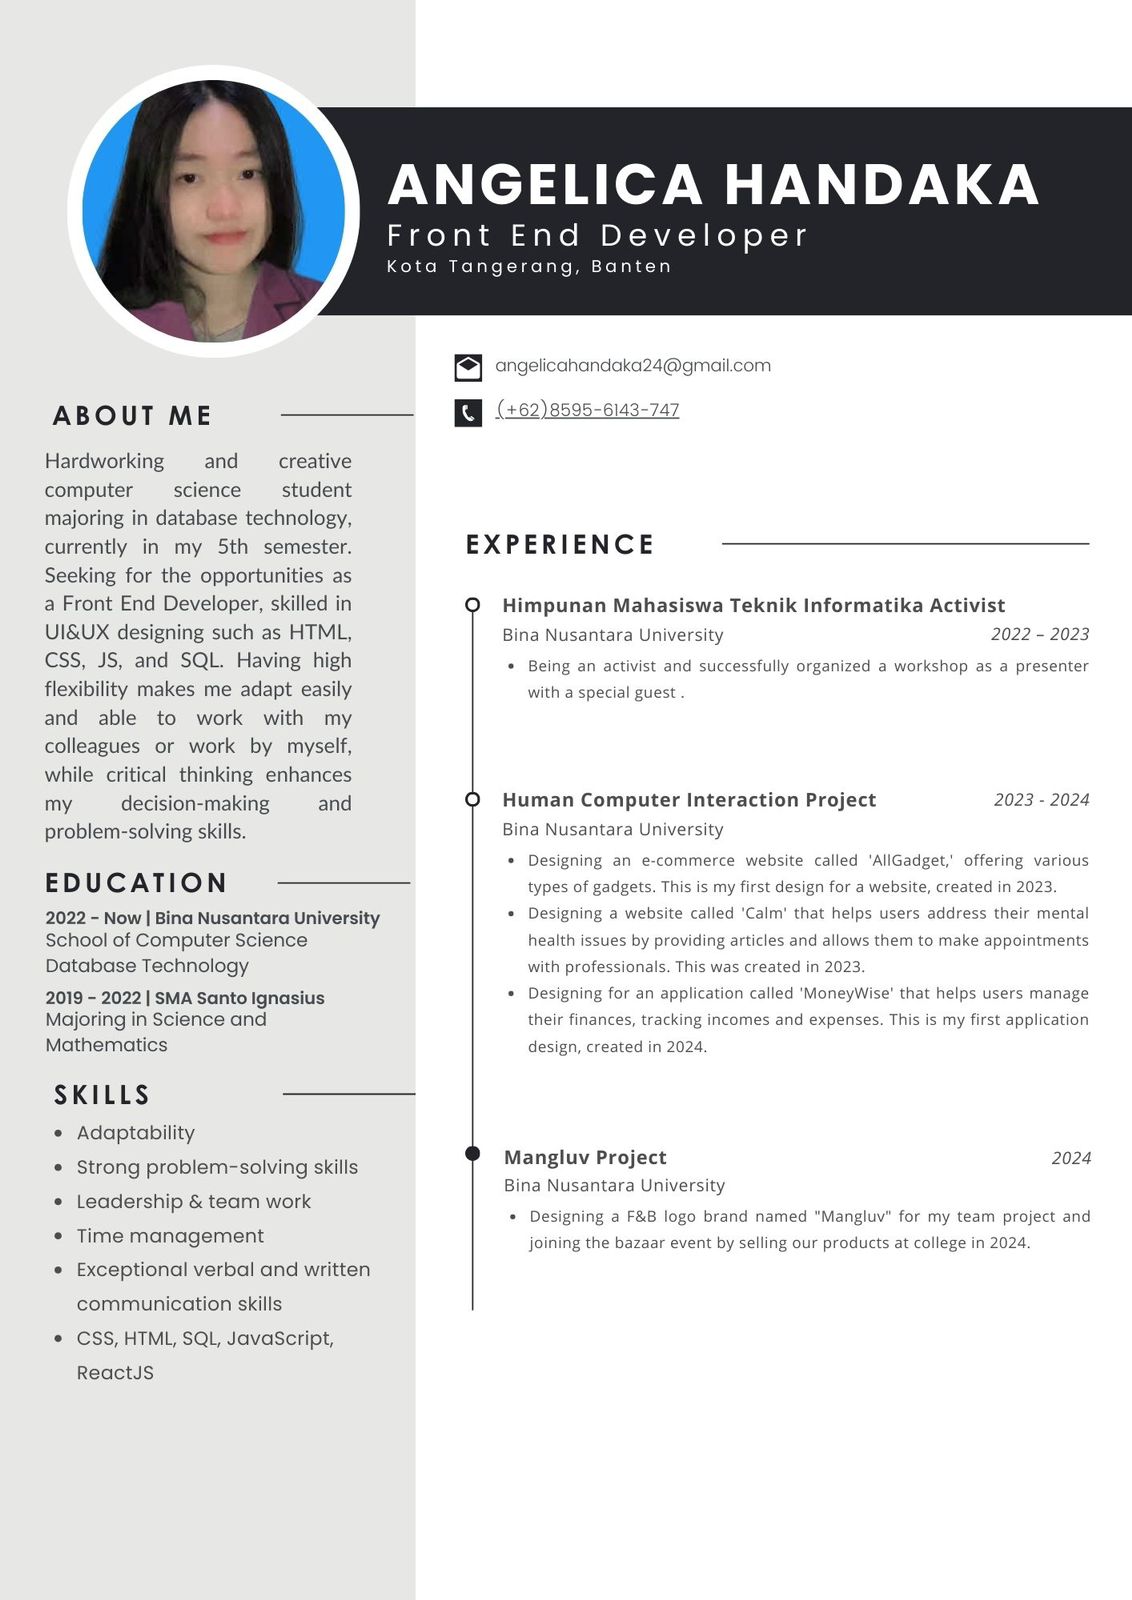 ANGELICA HANDAKA
Front End Developer
Kota Tangerang, Banten
angelicahandaka24@gmail.com
(+62)8595-6143-747
ABOUT ME
Hardworking and creative
computer science student
majoring in database technology,
currently in my 5th semester.
Seeking for the opportunities as
a Front End Developer, skilled in
UI&UX designing such as HTML,
CSS, JS, and SQL. Having high
flexibility makes me adapt easily
and able to work with my
colleagues or work by myself,
while critical thinking enhances
my decision-making and
problem-solving skills.
EDUCATION
2022 - Now | Bina Nusantara University
School of Computer Science
Database Technology
2019 - 2022 | SMA Santo Ignasius
Majoring in Science and
Mathematics
SKILLS
• Adaptability
• Strong problem-solving skills
• Leadership & team work
• Time management
• Exceptional verbal and written
communication skills
• CSS, HTML, SQL, JavaScript,
ReactJS
EXPERIENCE
Himpunan Mahasiswa Teknik Informatika Activist
Bina Nusantara University 2022 – 2023
• Being an activist and successfully organized a workshop as a presenter
with a special guest .
Human Computer Interaction Project 2023 - 2024
Bina Nusantara University
• Designing an e-commerce website called 'AllGadget,' offering various
types of gadgets. This is my first design for a website, created in 2023.
• Designing a website called 'Calm' that helps users address their mental
health issues by providing articles and allows them to make appointments
with professionals. This was created in 2023.
• Designing for an application called 'MoneyWise' that helps users manage
their finances, tracking incomes and expenses. This is my first application
design, created in 2024.
Mangluv Project 2024
Bina Nusantara University
• Designing a F&B logo brand named "Mangluv" for my team project and
joining the bazaar event by selling our products at college in 2024.